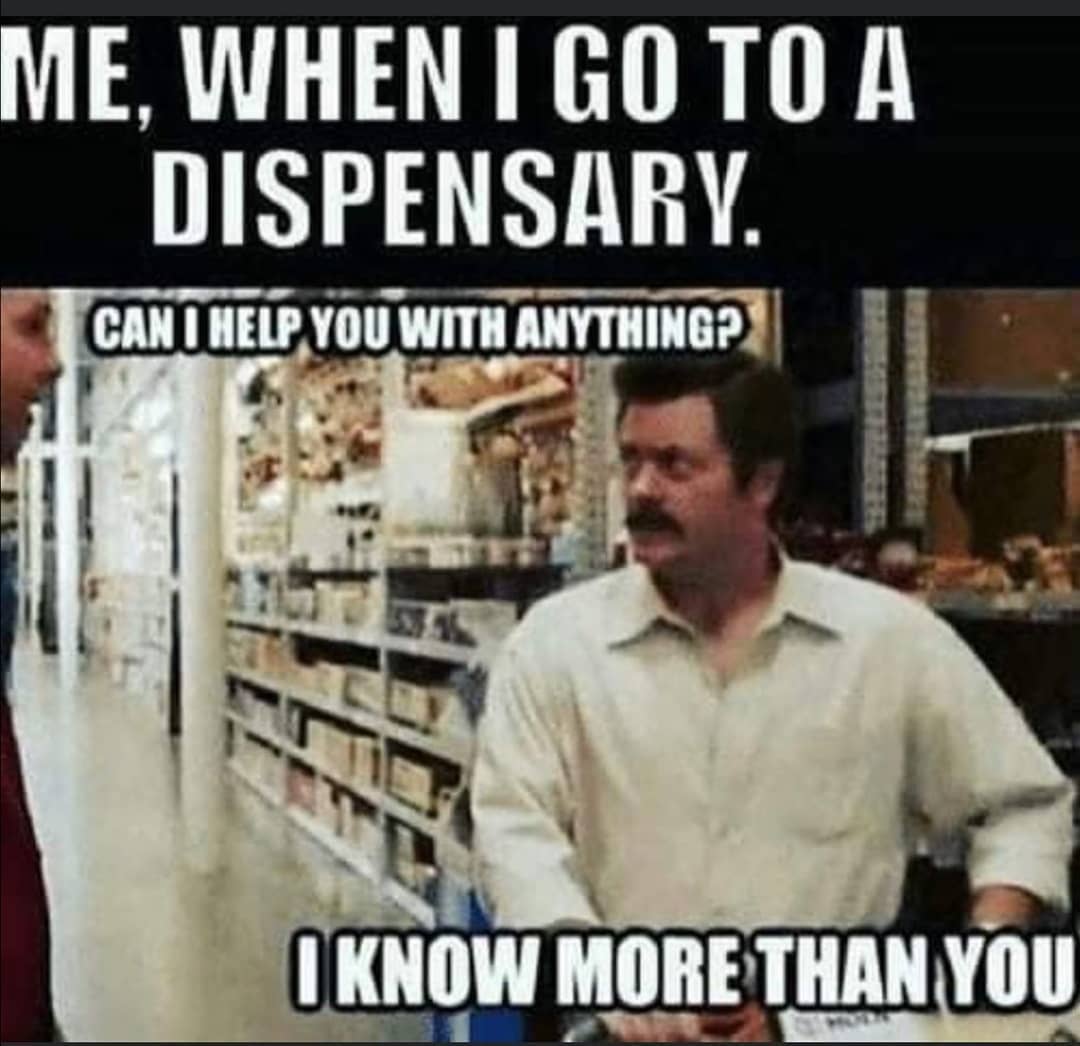 ME, WHEN I GO TO A
DISPENSARY.
CAN I HELP YOU WITH ANYTHING?
I KNOW MORE THAN YOU